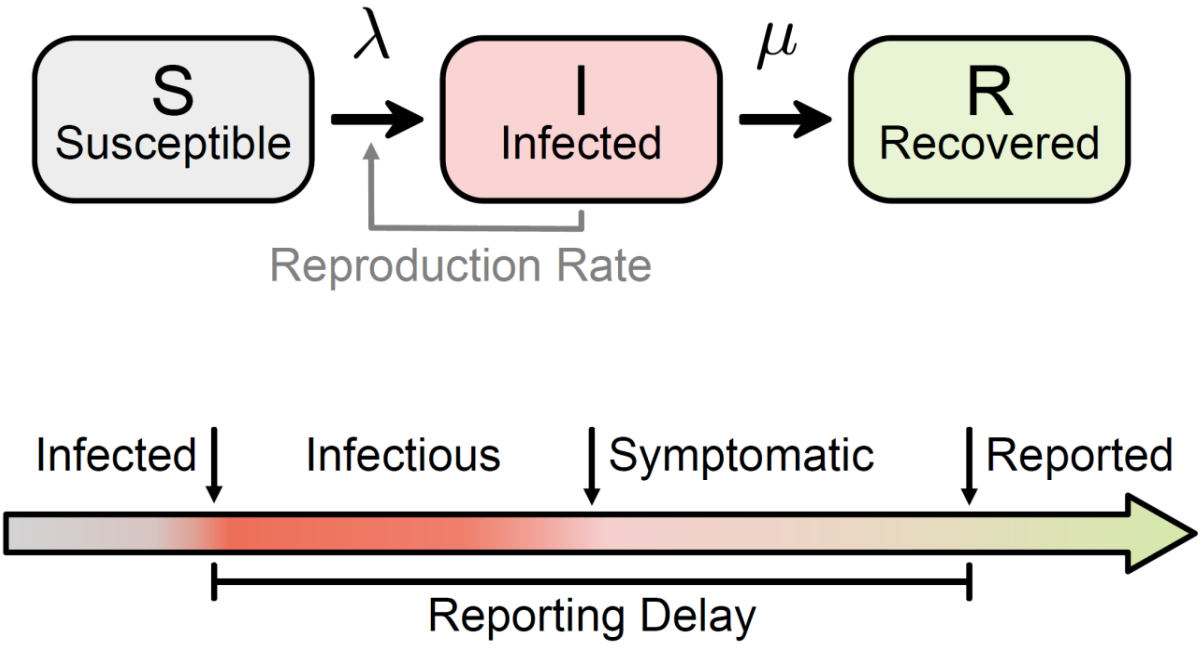 λ
μ
S
Susceptible
I
Infected
R
Recovered
Reproduction Rate
Infected
Infectious
Symptomatic
Reported
Reporting Delay